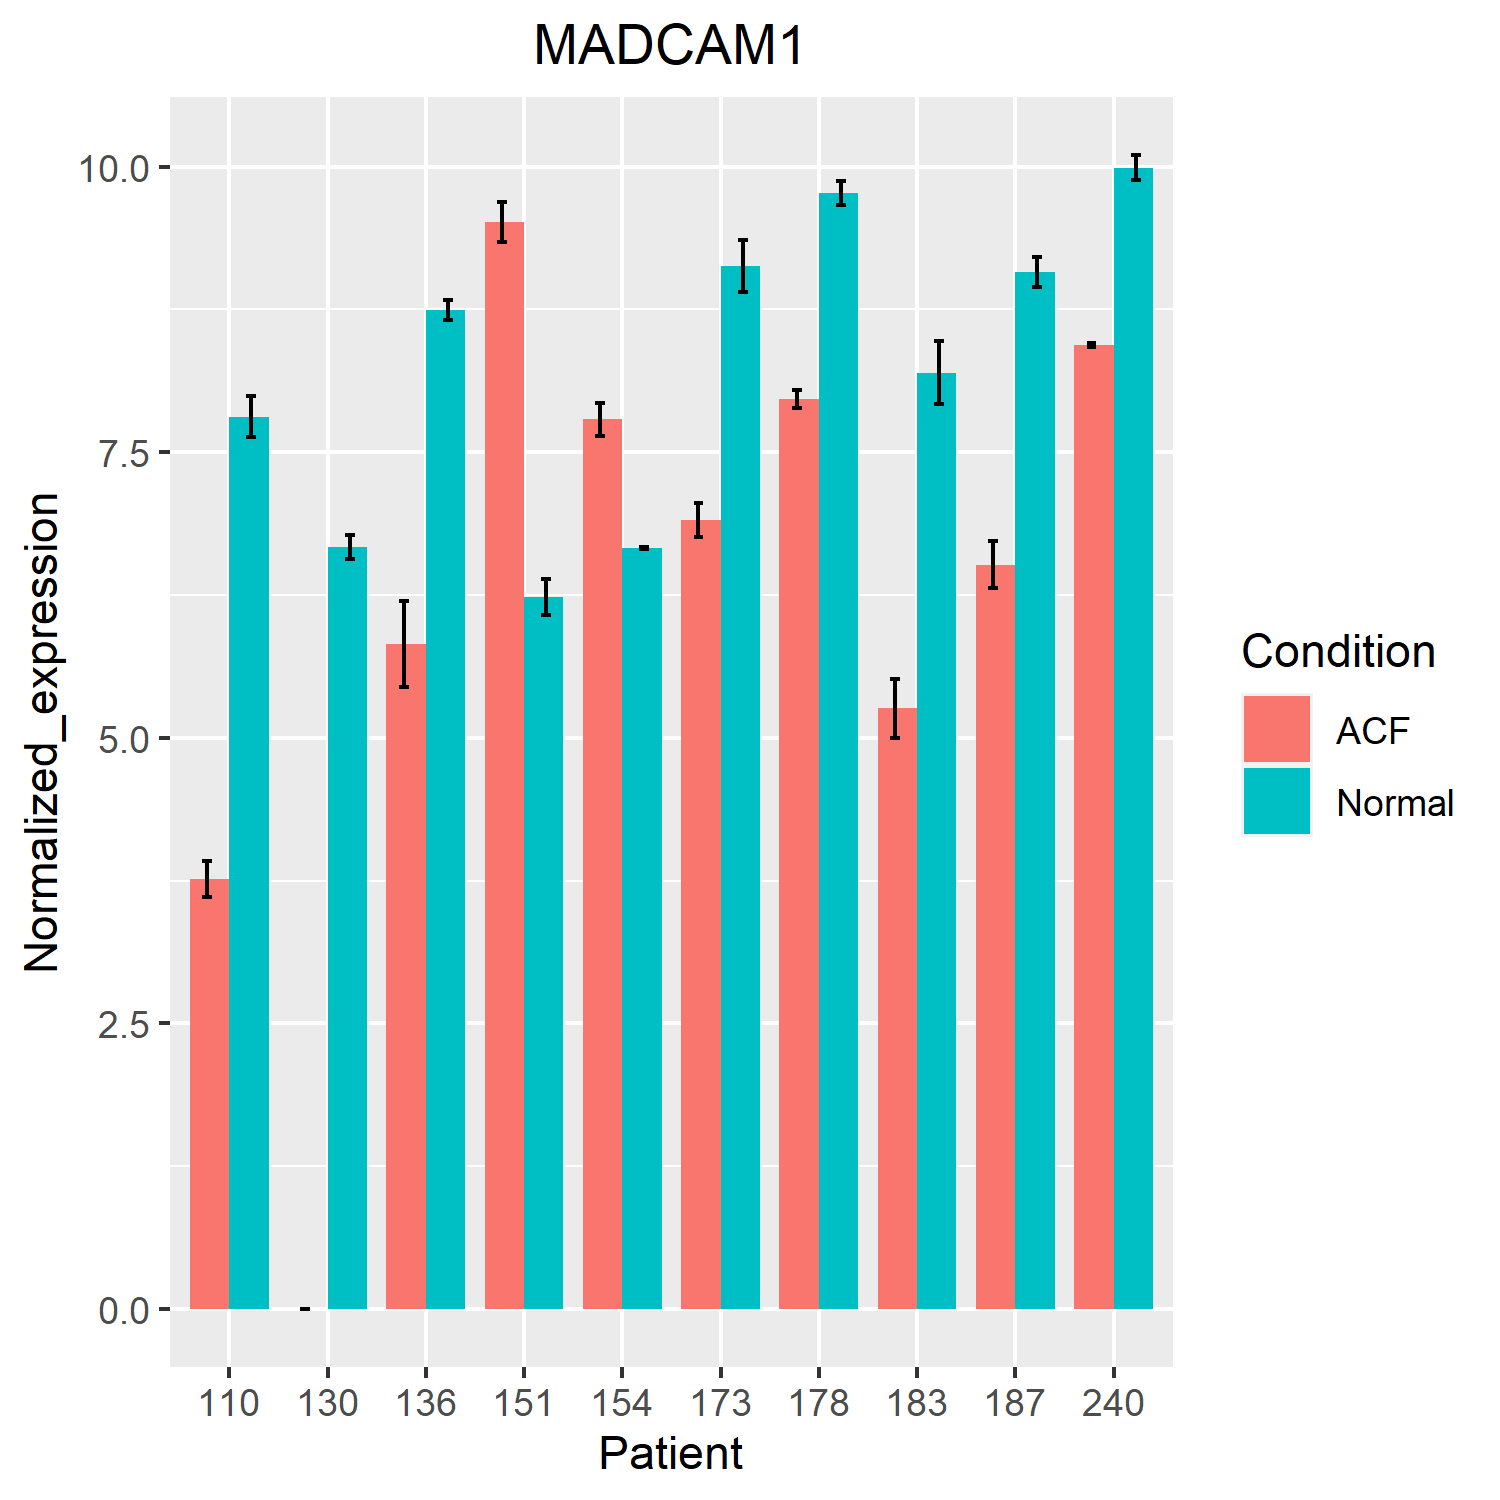 MADCAM1
10.0
7.5
5.0
2.5
0.0
Normalized_expression
110 130 136 151 154 173 178 183 187 240
Patient
Condition
ACF
Normal